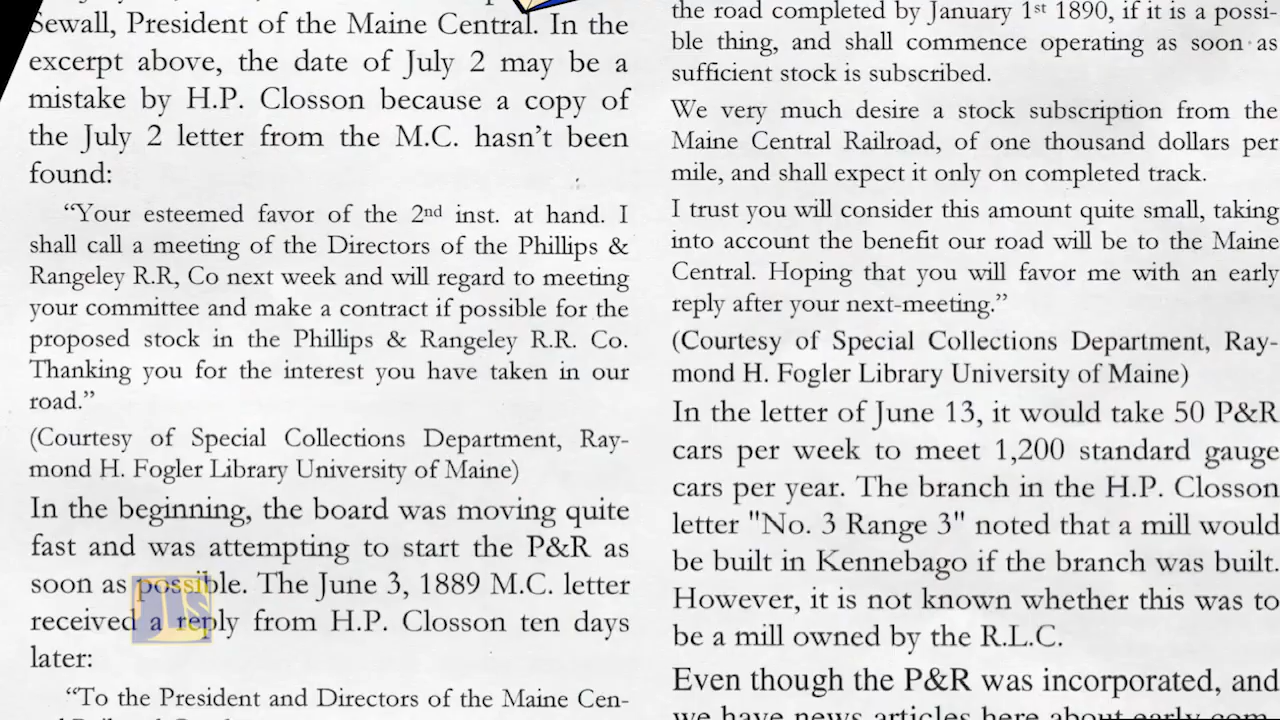 Sewall, President of the Maine Central. In the
excerpt above, the date of July 2 may be a
mistake by H.P. Closson because a copy of
the July 2 letter from the M.C. hasn't been
found:
"Your esteemed favor of the 2nd inst. at hand. I
shall call a meeting of the Directors of the Phillips &
Rangeley R.R, Co next week and will regard to meeting
your committee and make a contract if possible for the
proposed stock in the Phillips & Rangeley R.R. Co.
Thanking you for the interest you have taken in our
road."
(Courtesy of Special Collections Department, Ray-
mond H. Fogler Library University of Maine)
In the beginning, the board was moving quite
fast and was attempting to start the P&R as
soon as possible. The June 3, 1889 M.C. letter
received a reply from H.P. Closson ten days
later:
"To the President and Directors of the Maine Cen-
the road completed by January 1st 1890, if it is a possi-
ble thing, and shall commence operating as soon as
sufficient stock is subscribed.
We very much desire a stock subscription from the
Maine Central Railroad, of one thousand dollars per
mile, and shall expect it only on completed track.
I trust you will consider this amount quite small, taking
into account the benefit our road will be to the Maine
Central. Hoping that you will favor me with an early
reply after your next-meeting."
(Courtesy of Special Collections Department, Ray-
mond H. Fogler Library University of Maine)
In the letter of June 13, it would take 50 P&R
cars per week to meet 1,200 standard gauge
cars per year. The branch in the H.P. Closson
letter "No. 3 Range 3" noted that a mill would
be built in Kennebago if the branch was built.
However, it is not known whether this was to
be a mill owned by the R.L.C.
Even though the P&R was incorporated, and
we have news articles here about early com-